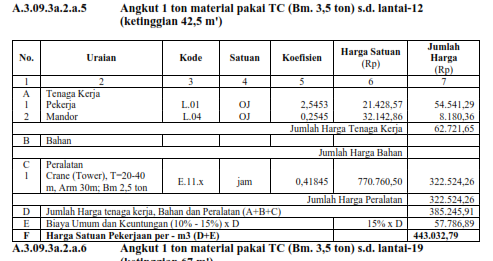 A.3.09.3a.2.a.5 Angkut 1 ton material pakai TC (Bm. 3,5 ton) s.d. lantai-12
(ketinggian 42,5 m')
No. Uraian Kode Satuan Koefisien Harga Satuan (Rp) Jumlah Harga (Rp)
1 2 3 4 5 6 7
A Tenaga Kerja
1 Pekerja L.01 OJ 2,5453 21.428,57 54.541,29
2 Mandor L.04 OJ 0,2545 32.142,86 8.180,36
Jumlah Harga Tenaga Kerja 62.721,65
B Bahan
Jumlah Harga Bahan
C Peralatan
1 Crane (Tower), T=20-40
m, Arm 30m; Bm 2,5 ton E.11.x jam 0,41845 770.760,50 322.524,26
Jumlah Harga Peralatan 322.524,26
D Jumlah Harga tenaga kerja, Bahan dan Peralatan (A+B+C) 385.245,91
E Biaya Umum dan Keuntungan (10% - 15%) x D 15% x D 57.786,89
F Harga Satuan Pekerjaan per - m3 (D+E) 443.032,79
A.3.09.3a.2.a.6 Angkut 1 ton material pakai TC (Bm. 3,5 ton) s.d. lantai-19